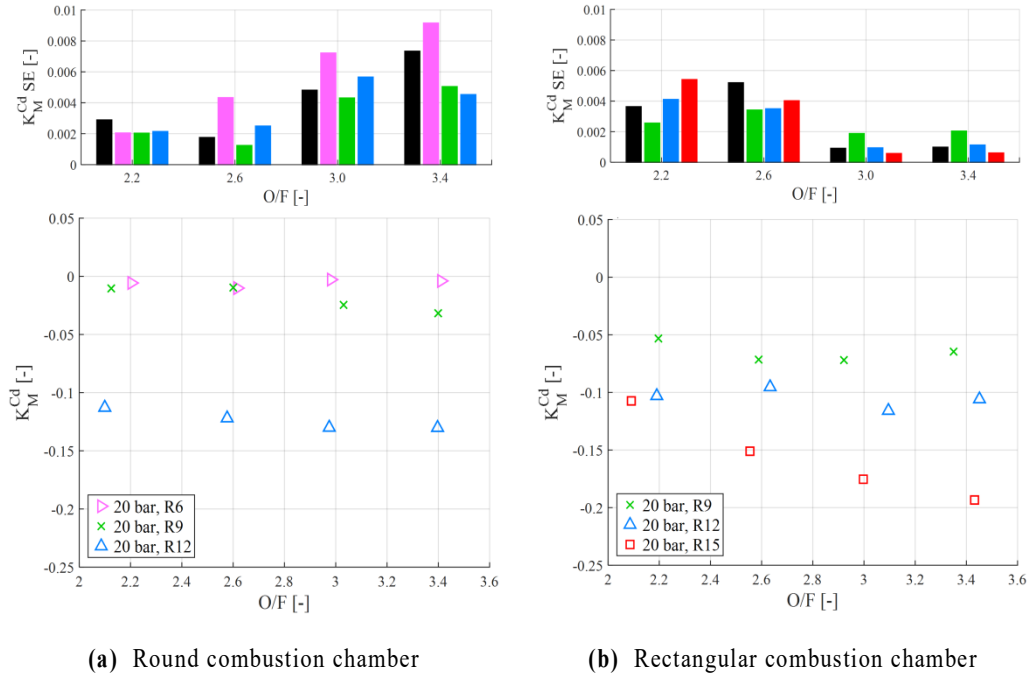 0.01
0.008
0.006
0.004
0.002
0
K_M^Cd SE [-]
2.2 2.6 3.0 3.4
O/F [-]
0.05
0
-0.05
-0.1
-0.15
-0.2
-0.25
K_M^Cd [-]
20 bar, R6
20 bar, R9
20 bar, R12
2 2.2 2.4 2.6 2.8 3 3.2 3.4 3.6
O/F [-]
(a) Round combustion chamber
0.01
0.008
0.006
0.004
0.002
0
K_M^Cd SE [-]
2.2 2.6 3.0 3.4
O/F [-]
0.05
0
-0.05
-0.1
-0.15
-0.2
-0.25
K_M^Cd [-]
20 bar, R9
20 bar, R12
20 bar, R15
2 2.2 2.4 2.6 2.8 3 3.2 3.4 3.6
O/F [-]
(b) Rectangular combustion chamber